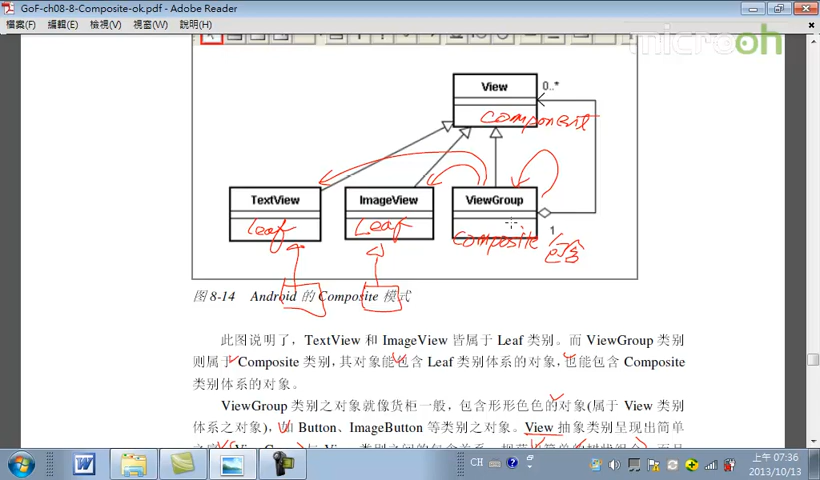 GoF-ch08-8-Composite-ok.pdf - Adobe Reader
檔案(F) 編輯(E) 檢視(V) 視窗(W) 說明(H)
microoh
View
0..*
component
TextView
ImageView
ViewGroup
Leaf
Leaf
composite
1
包含
图 8-14 Android 的 Composite 模式
此图说明了，TextView 和 ImageView 皆属于 Leaf 类别。而 ViewGroup 类别
则属于 Composite 类别，其对象能包含 Leaf 类别体系的对象，也能包含 Composite
类别体系的对象。
ViewGroup 类别之对象就像货柜一般，包含形形色色的对象(属于 View 类别
体系之对象)，如 Button、ImageButton 等类别之对象。View 抽象类别呈现出简单
CH
上午 07:36
2013/10/13